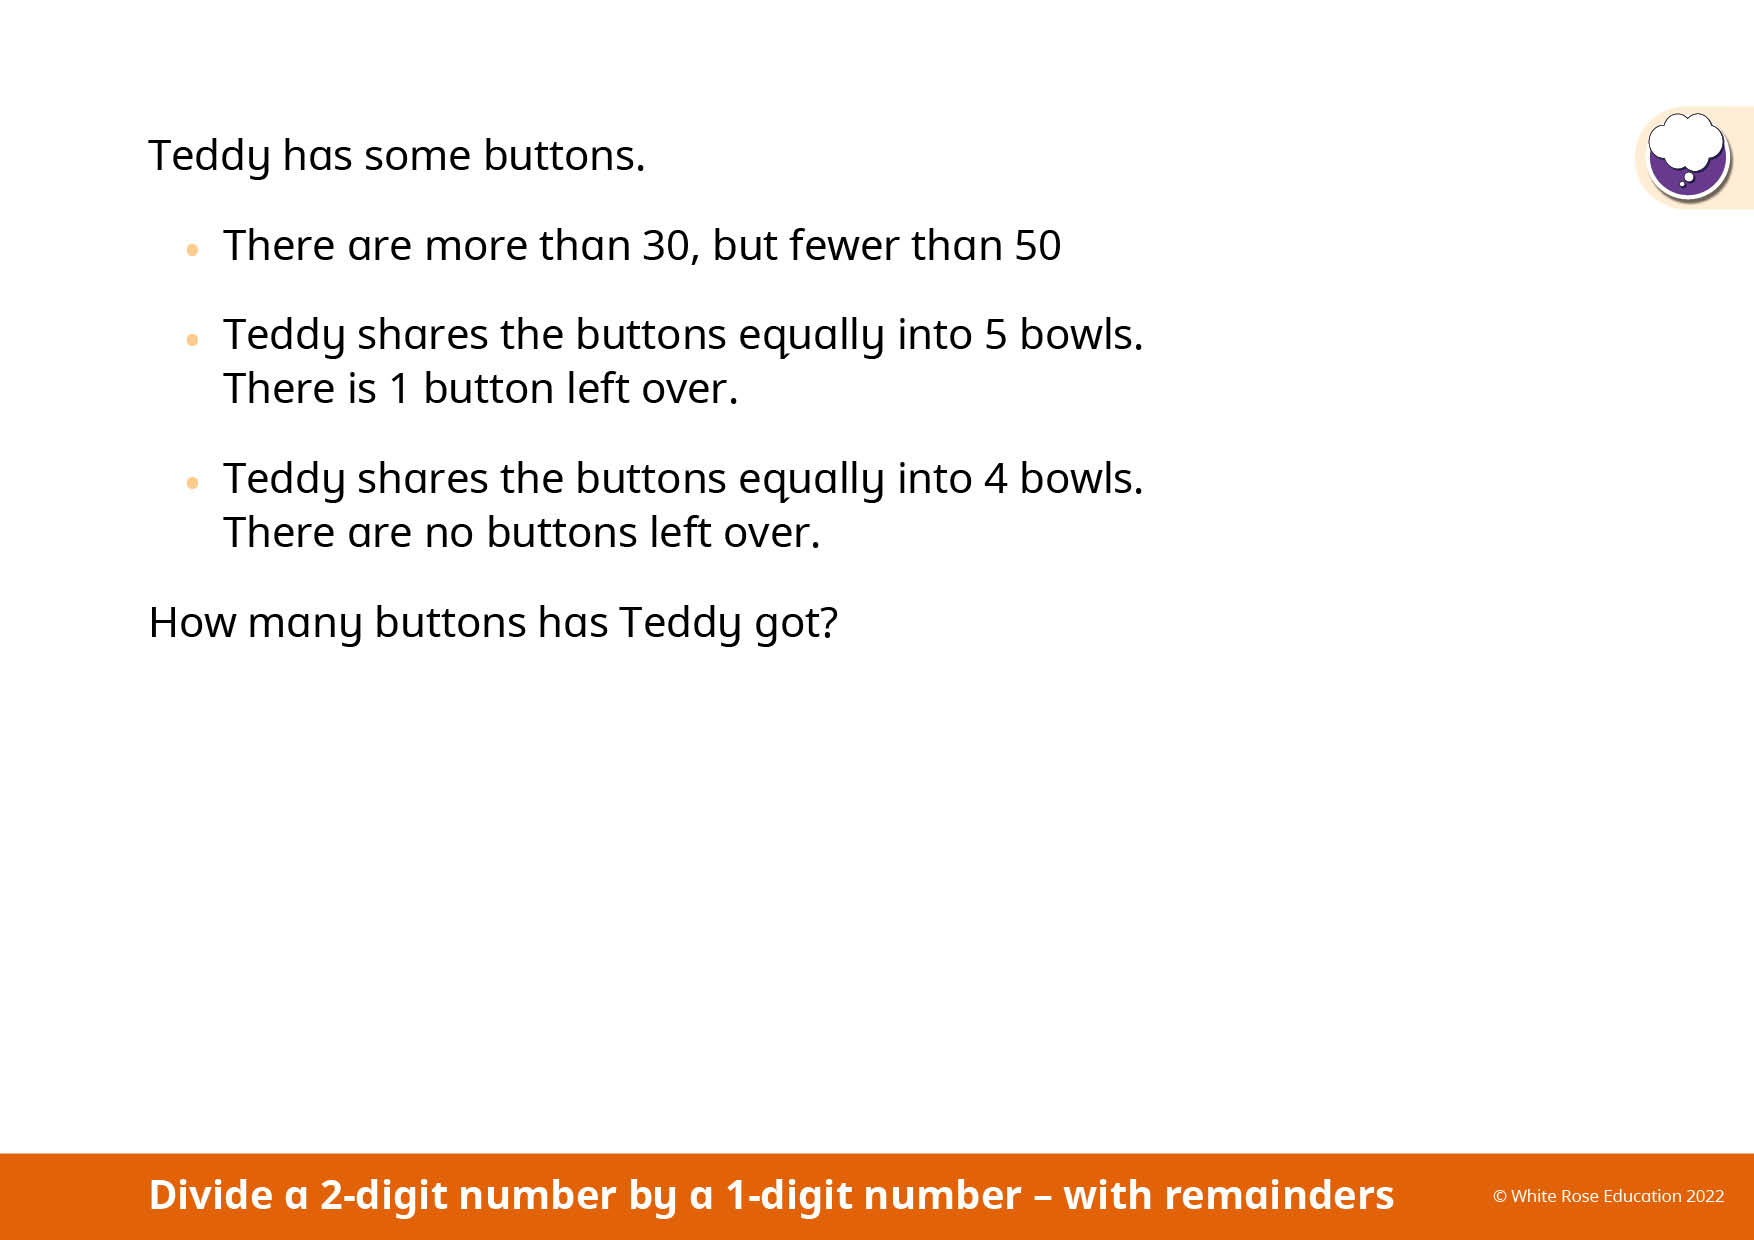 Teddy has some buttons.
• There are more than 30, but fewer than 50
• Teddy shares the buttons equally into 5 bowls.
There is 1 button left over.
• Teddy shares the buttons equally into 4 bowls.
There are no buttons left over.
How many buttons has Teddy got?
Divide a 2-digit number by a 1-digit number – with remainders
© White Rose Education 2022